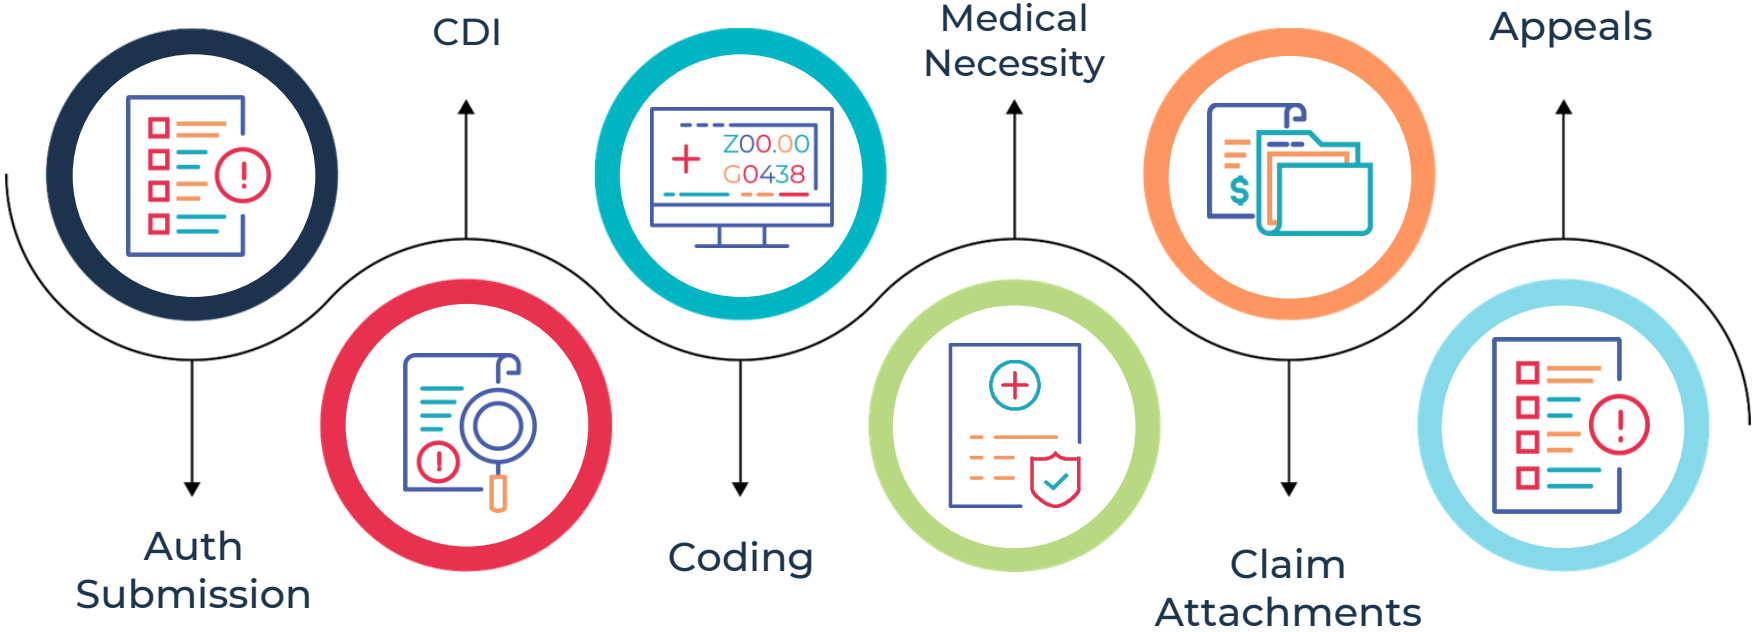 CDI
Medical
Necessity
Appeals
Z00.00
G0438
$
Auth
Submission
Coding
Claim
Attachments